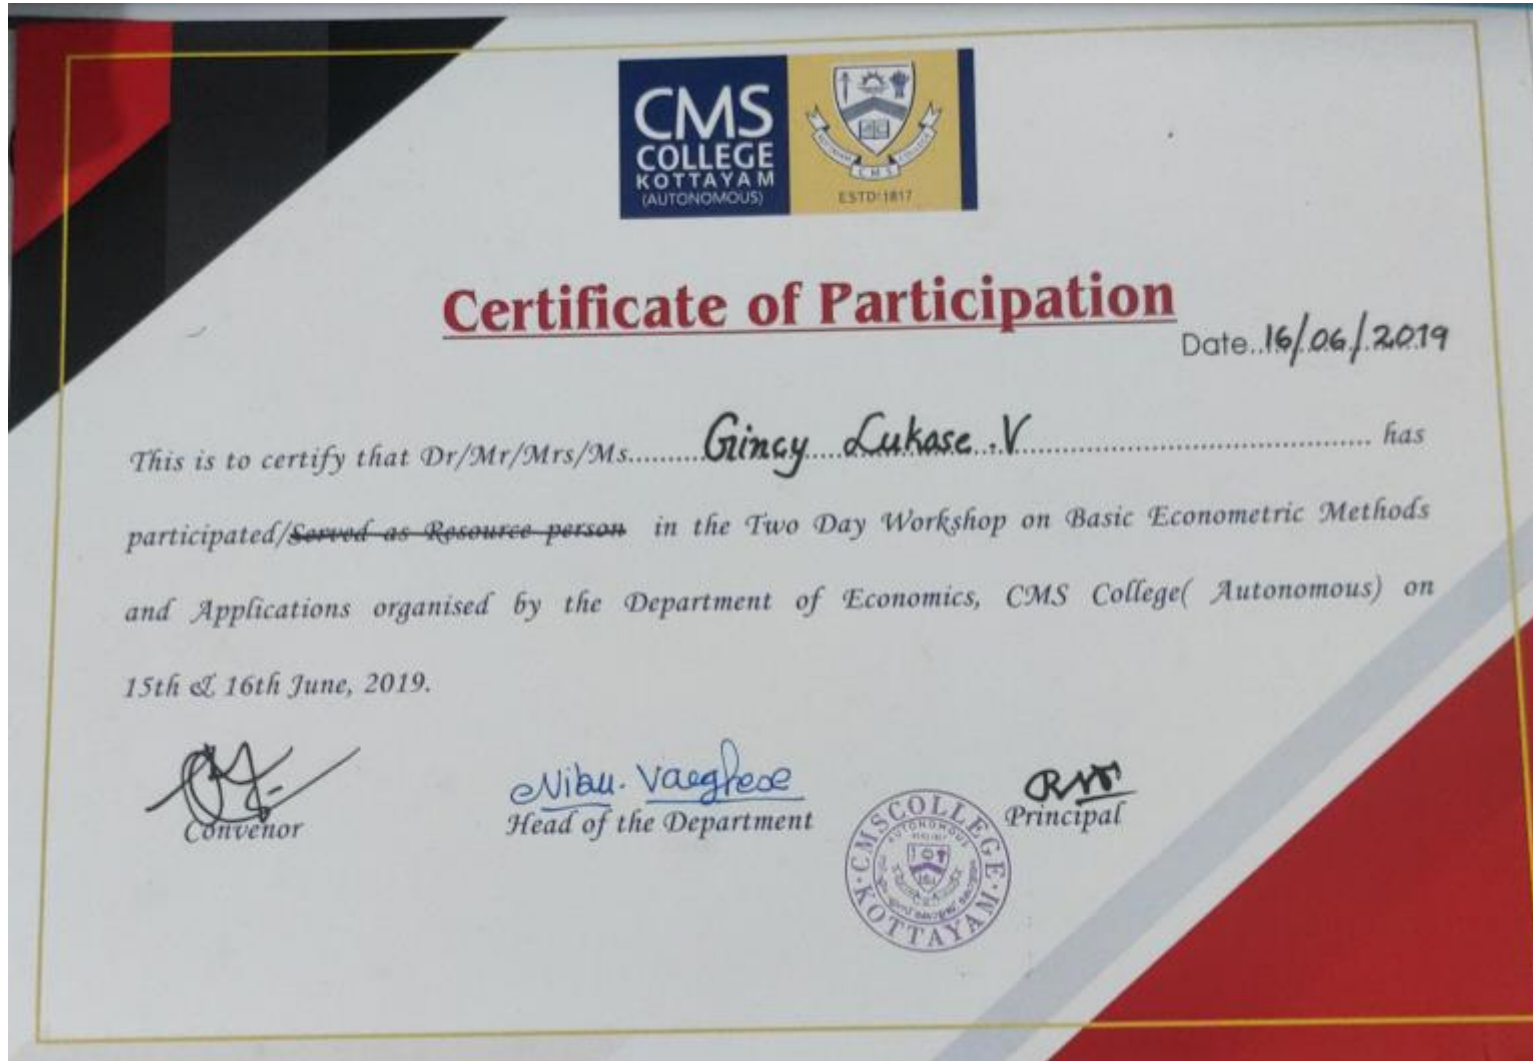 CMS
COLLEGE
KOTTAYAM
(AUTONOMOUS)
CMS
ESTD 1817
Certificate of Participation
Date..16/06/2019
This is to certify that Dr/Mr/Mrs/Ms.........Gincy Lukose .V.......... has
participated/Served as Resource person in the Two Day Workshop on Basic Econometric Methods
and Applications organised by the Department of Economics, CMS College( Autonomous) on
15th & 16th June, 2019.
Nibu. Varghese
Convenor
Head of the Department
Principal
CMS COLLEGE
KOTTAYAM
AUTONOMOUS